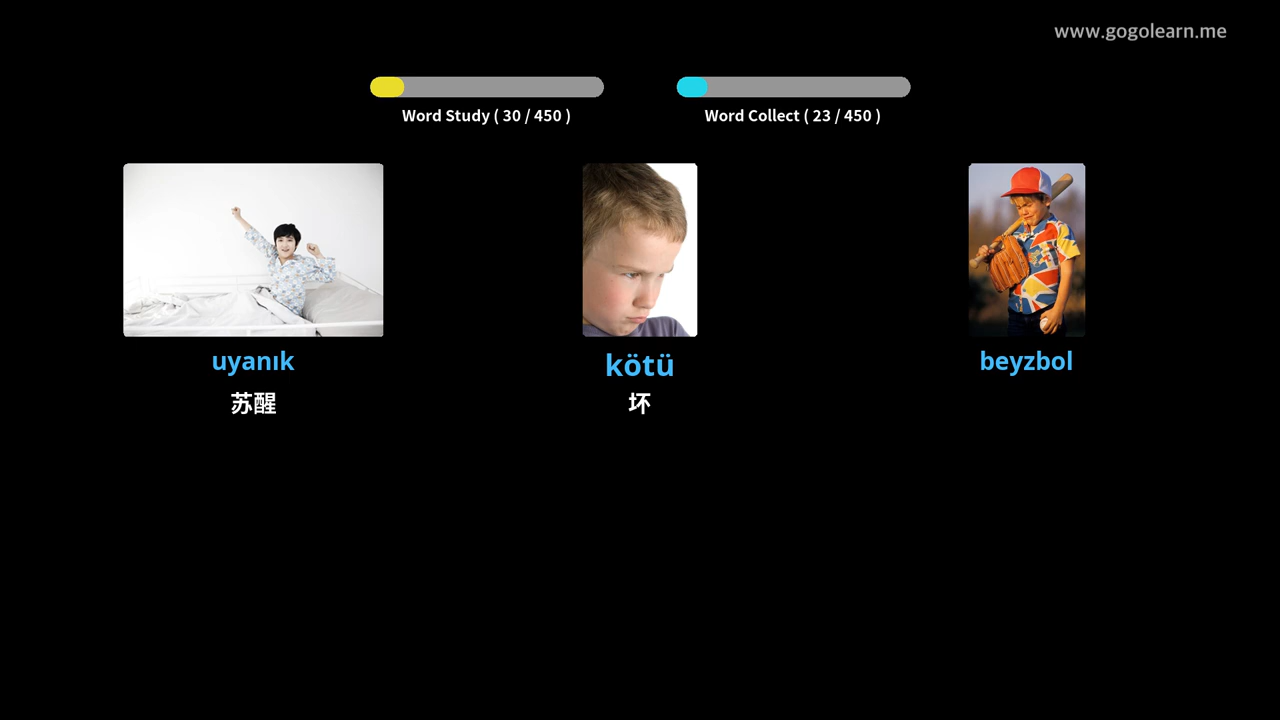 www.gogolearn.me
Word Study ( 30 / 450 )
Word Collect ( 23 / 450 )
uyanık
kötü
beyzbol
苏醒
坏